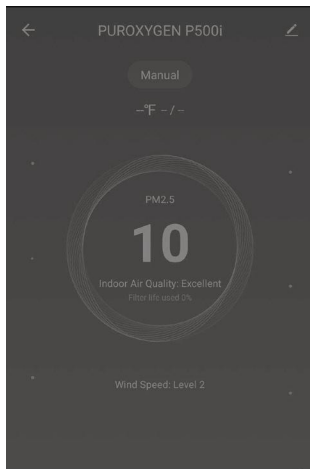 PUROXYGEN P500i
Manual
--°F -- / --
PM2.5
10
Indoor Air Quality: Excellent
Filter life used 0%
Wind Speed: Level 2